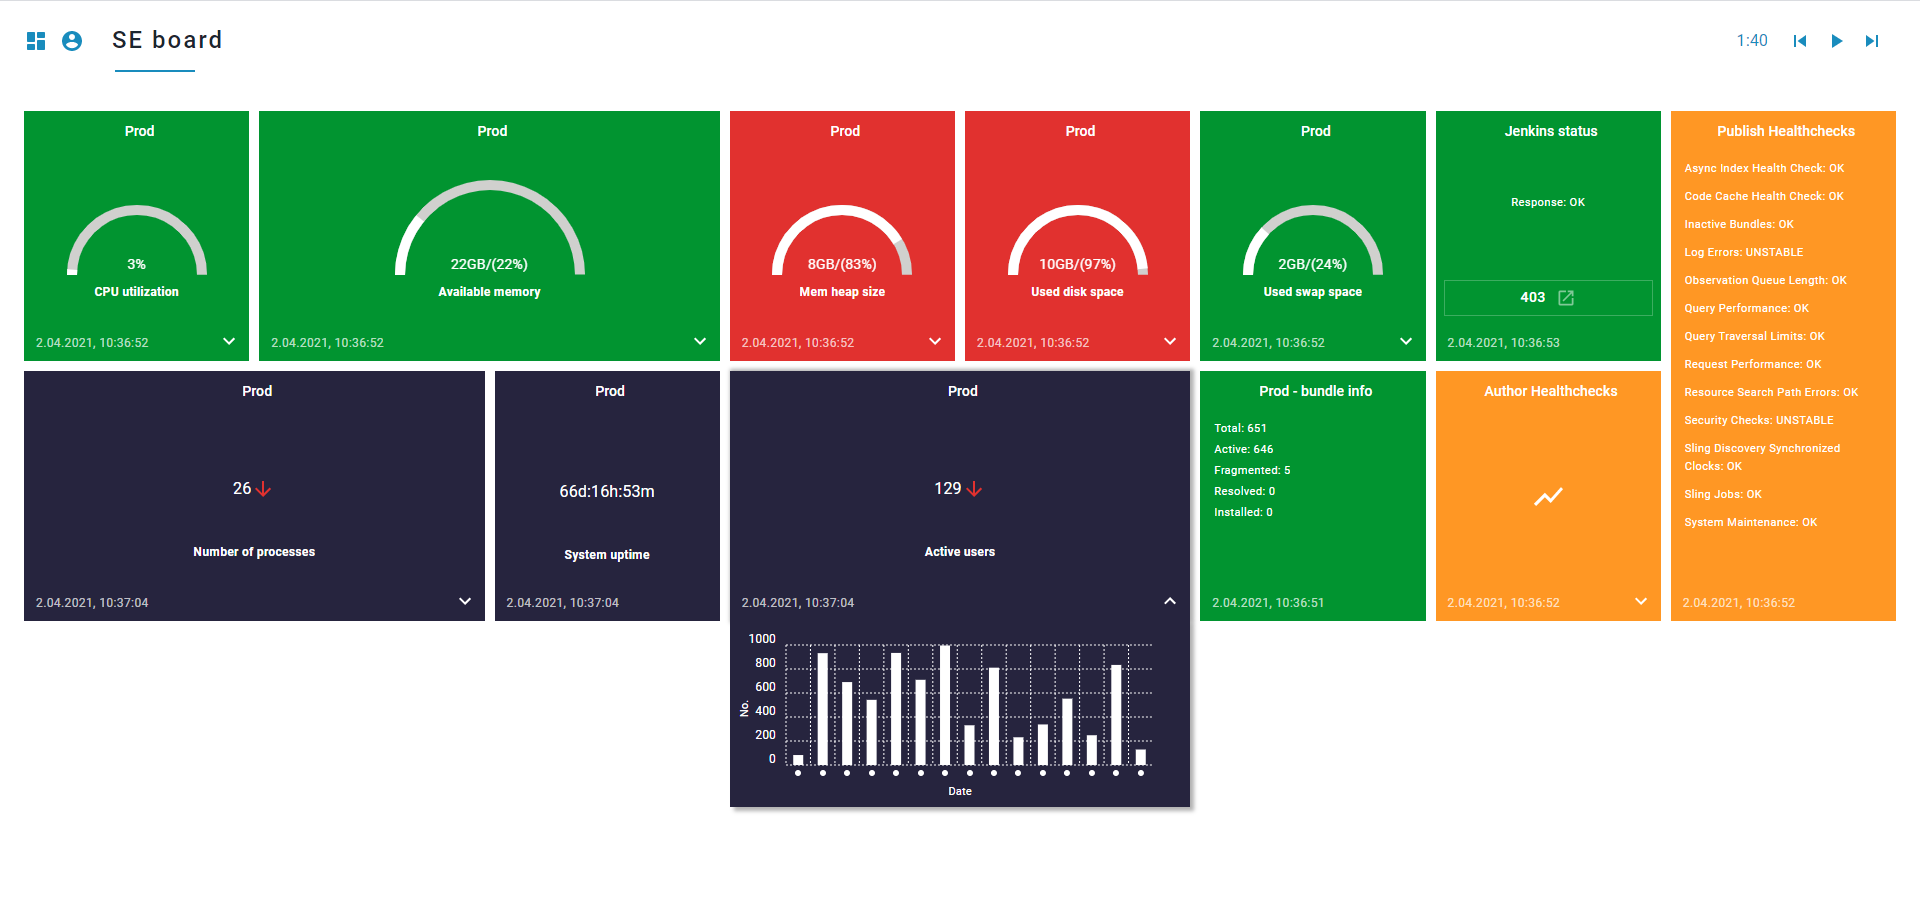 SE board
1:40
Prod
3%
CPU utilization
2.04.2021, 10:36:52
Prod
22GB/(22%)
Available memory
2.04.2021, 10:36:52
Prod
8GB/(83%)
Mem heap size
2.04.2021, 10:36:52
Prod
10GB/(97%)
Used disk space
2.04.2021, 10:36:52
Prod
2GB/(24%)
Used swap space
2.04.2021, 10:36:52
Jenkins status
Response: OK
403
2.04.2021, 10:36:53
Publish Healthchecks
Async Index Health Check: OK
Code Cache Health Check: OK
Inactive Bundles: OK
Log Errors: UNSTABLE
Observation Queue Length: OK
Query Performance: OK
Query Traversal Limits: OK
Request Performance: OK
Resource Search Path Errors: OK
Security Checks: UNSTABLE
Sling Discovery Synchronized
Clocks: OK
Sling Jobs: OK
System Maintenance: OK
2.04.2021, 10:36:52
Prod
26
Number of processes
2.04.2021, 10:37:04
Prod
66d:16h:53m
System uptime
2.04.2021, 10:37:04
Prod
129
Active users
2.04.2021, 10:37:04
1000
800
600
400
200
0
No.
Date
Prod - bundle info
Total: 651
Active: 646
Fragmented: 5
Resolved: 0
Installed: 0
2.04.2021, 10:36:51
Author Healthchecks
2.04.2021, 10:36:52